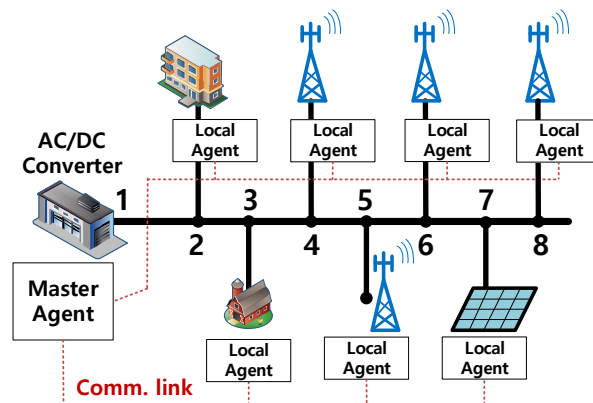 AC/DC
Converter
Local
Agent
Local
Agent
Local
Agent
Local
Agent
1
3
5
7
2
4
6
8
Master
Agent
Local
Agent
Local
Agent
Local
Agent
Comm. link